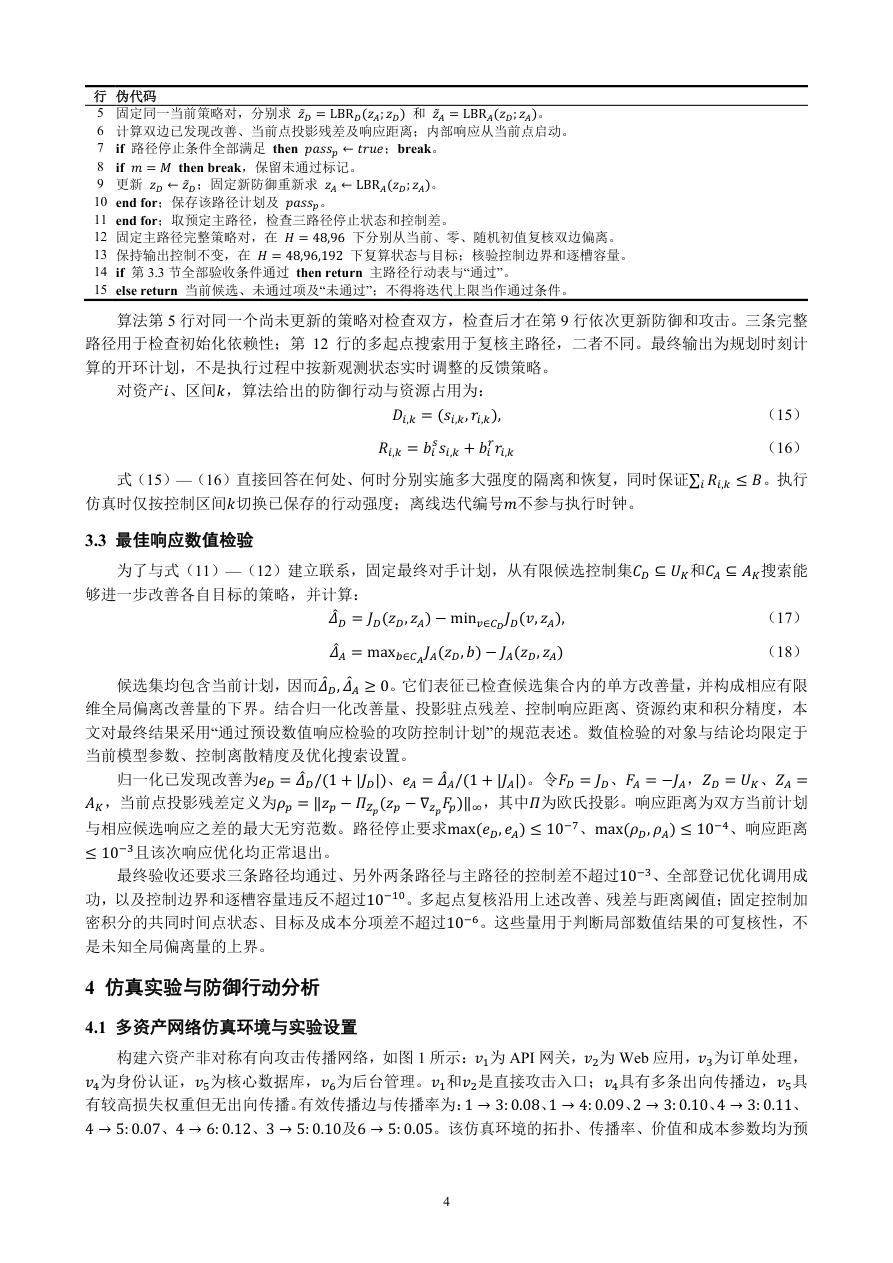 行 伪代码
5 固定同一当前策略对，分别求 z̃_D = LBR_D(z_A; z_D) 和 z̃_A = LBR_A(z_D; z_A)。
6 计算双边已发现改善、当前点投影残差及响应距离；内部响应从当前点启动。
7 if 路径停止条件全部满足 then pass_p ← true；break。
8 if m = M then break，保留未通过标记。
9 更新 z_D ← z̃_D；固定新防御重新求 z_A ← LBR_A(z_D; z_A)。
10 end for；保存该路径计划及 pass_p。
11 end for；取预定主路径，检查三路径停止状态和控制差。
12 固定主路径完整策略对，在 H = 48,96 下分别从当前、零、随机初值复核双边偏离。
13 保持输出控制不变，在 H = 48,96,192 下复算状态与目标；核验控制边界和逐槽容量。
14 if 第 3.3 节全部验收条件通过 then return 主路径行动表与“通过”。
15 else return 当前候选、未通过项及“未通过”；不得将迭代上限当作通过条件。
算法第 5 行对同一个尚未更新的策略对检查双方，检查后才在第 9 行依次更新防御和攻击。三条完整
路径用于检查初始化依赖性；第 12 行的多起点搜索用于复核主路径，二者不同。最终输出为规划时刻计
算的开环计划，不是执行过程中按新观测状态实时调整的反馈策略。
对资产i、区间k，算法给出的防御行动与资源占用为：
D_{i,k} = (s_{i,k}, r_{i,k}), （15）
R_{i,k} = b_i^s s_{i,k} + b_i^r r_{i,k} （16）
式（15）—（16）直接回答在何处、何时分别实施多大强度的隔离和恢复，同时保证∑_i R_{i,k} ≤ B。执行
仿真时仅按控制区间k切换已保存的行动强度；离线迭代编号m不参与执行时钟。
3.3 最佳响应数值检验
为了与式（11）—（12）建立联系，固定最终对手计划，从有限候选控制集C_D ⊆ U_K和C_A ⊆ A_K搜索能
够进一步改善各自目标的策略，并计算：
Δ̂_D = J_D(z_D, z_A) − min_{v∈C_D} J_D(v, z_A), （17）
Δ̂_A = max_{b∈C_A} J_A(z_D, b) − J_A(z_D, z_A) （18）
候选集均包含当前计划，因而Δ̂_D, Δ̂_A ≥ 0。它们表征已检查候选集合内的单方改善量，并构成相应有限
维全局偏离改善量的下界。结合归一化改善量、投影驻点残差、控制响应距离、资源约束和积分精度，本
文对最终结果采用“通过预设数值响应检验的攻防控制计划”的规范表述。数值检验的对象与结论均限定于
当前模型参数、控制离散精度及优化搜索设置。
归一化已发现改善为e_D = Δ̂_D/(1 + |J_D|)、e_A = Δ̂_A/(1 + |J_A|)。令F_D = J_D、F_A = −J_A，Z_D = U_K、Z_A =
A_K，当前点投影残差定义为ρ_p = ‖z_p − Π_{Z_p}(z_p − ∇_{z_p}F_p)‖_∞，其中Π为欧氏投影。响应距离为双方当前计划
与相应候选响应之差的最大无穷范数。路径停止要求max(e_D, e_A) ≤ 10⁻⁷、max(ρ_D, ρ_A) ≤ 10⁻⁴、响应距离
≤ 10⁻³且该次响应优化均正常退出。
最终验收还要求三条路径均通过、另外两条路径与主路径的控制差不超过10⁻³、全部登记优化调用成
功，以及控制边界和逐槽容量违反不超过10⁻¹⁰。多起点复核沿用上述改善、残差与距离阈值；固定控制加
密积分的共同时间点状态、目标及成本分项差不超过10⁻⁶。这些量用于判断局部数值结果的可复核性，不
是未知全局偏离量的上界。
4 仿真实验与防御行动分析
4.1 多资产网络仿真环境与实验设置
构建六资产非对称有向攻击传播网络，如图 1 所示：v₁为 API 网关，v₂为 Web 应用，v₃为订单处理，
v₄为身份认证，v₅为核心数据库，v₆为后台管理。v₁和v₂是直接攻击入口；v₄具有多条出向传播边，v₅具
有较高损失权重但无出向传播。有效传播边与传播率为：1 → 3: 0.08、1 → 4: 0.09、2 → 3: 0.10、4 → 3: 0.11、
4 → 5: 0.07、4 → 6: 0.12、3 → 5: 0.10及6 → 5: 0.05。该仿真环境的拓扑、传播率、价值和成本参数均为预
4